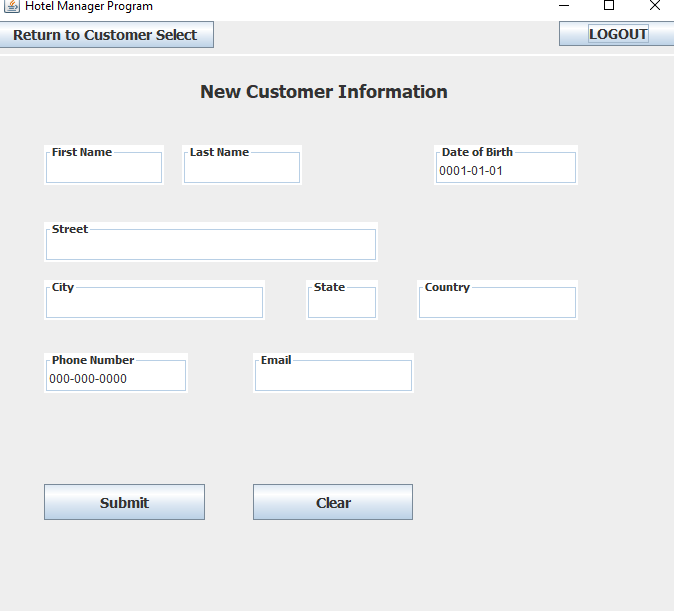 Hotel Manager Program
Return to Customer Select
LOGOUT
New Customer Information
First Name
Last Name
Date of Birth
0001-01-01
Street
City
State
Country
Phone Number
000-000-0000
Email
Submit
Clear